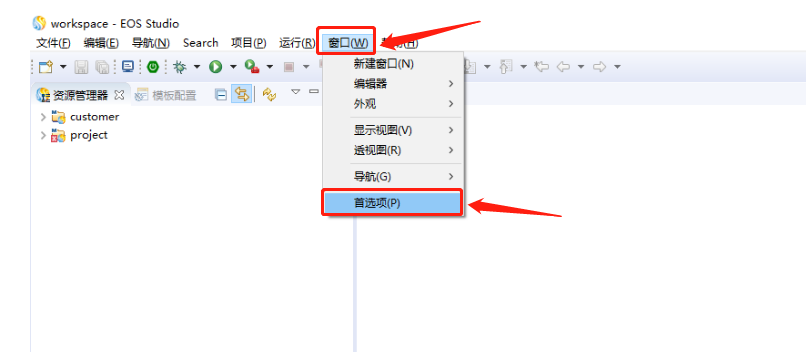 workspace - EOS Studio
文件(F) 编辑(E) 导航(N) Search 项目(P) 运行(R) 窗口(W) (H)
新建窗口(N)
编辑器
外观
显示视图(V)
透视图(R)
导航(G)
首选项(P)
资源管理器 模板配置
customer
project